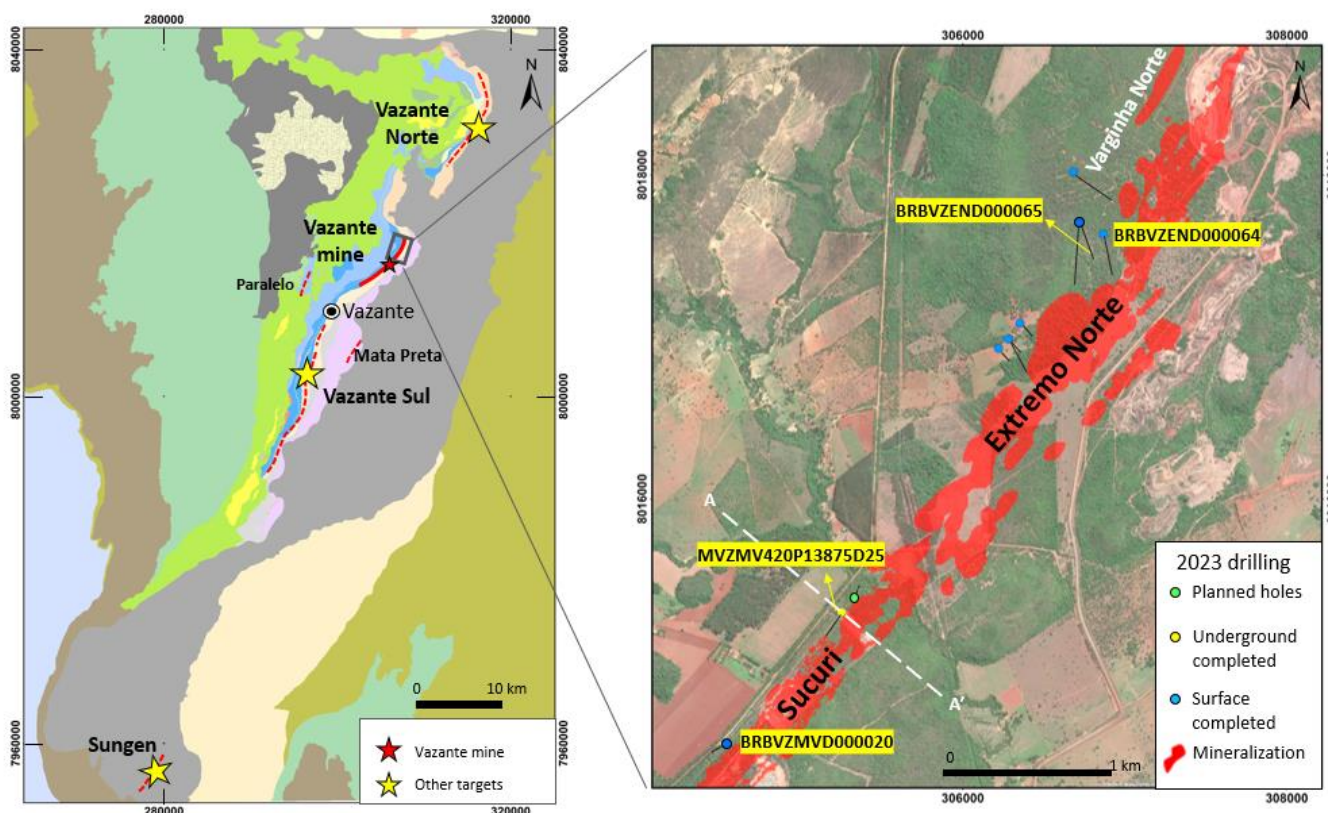 280000
320000
8040000
8040000
N
Vazante
Norte
Vazante
mine
Paralelo
Vazante
Mata Preta
8000000
8000000
Vazante Sul
0
10 km
Sungen
7960000
7960000
Vazante mine
Other targets
280000
320000
306000
308000
N
Varginha Norte
8018000
BRBVZEND000065
BRBVZEND000064
Extremo Norte
8016000
A
MVZMV420P13875D25
Sucuri
A'
BRBVZMVD000020
0
1 km
2023 drilling
Planned holes
Underground
completed
Surface
completed
Mineralization
306000
308000